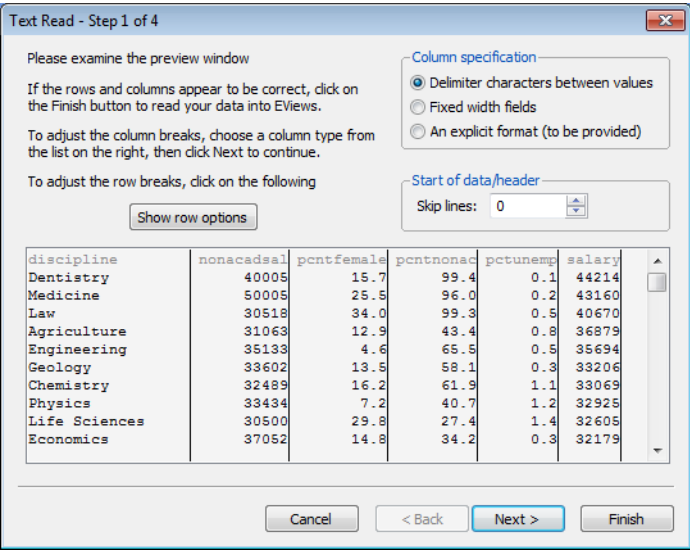 Text Read - Step 1 of 4
Please examine the preview window
If the rows and columns appear to be correct, click on
the Finish button to read your data into EViews.
To adjust the column breaks, choose a column type from
the list on the right, then click Next to continue.
To adjust the row breaks, click on the following
Show row options
Column specification
Delimiter characters between values
Fixed width fields
An explicit format (to be provided)
Start of data/header
Skip lines: 0
discipline nonacadsal pcntfemale pcntnonac pctunemp salary
Dentistry 40005 15.7 99.4 0.1 44214
Medicine 50005 25.5 96.0 0.2 43160
Law 30518 34.0 99.3 0.5 40670
Agriculture 31063 12.9 43.4 0.8 36879
Engineering 35133 4.6 65.5 0.5 35694
Geology 33602 13.5 58.1 0.3 33206
Chemistry 32489 16.2 61.9 1.1 33069
Physics 33434 7.2 40.7 1.2 32925
Life Sciences 30500 29.8 27.4 1.4 32605
Economics 37052 14.8 34.2 0.3 32179
Cancel < Back Next > Finish